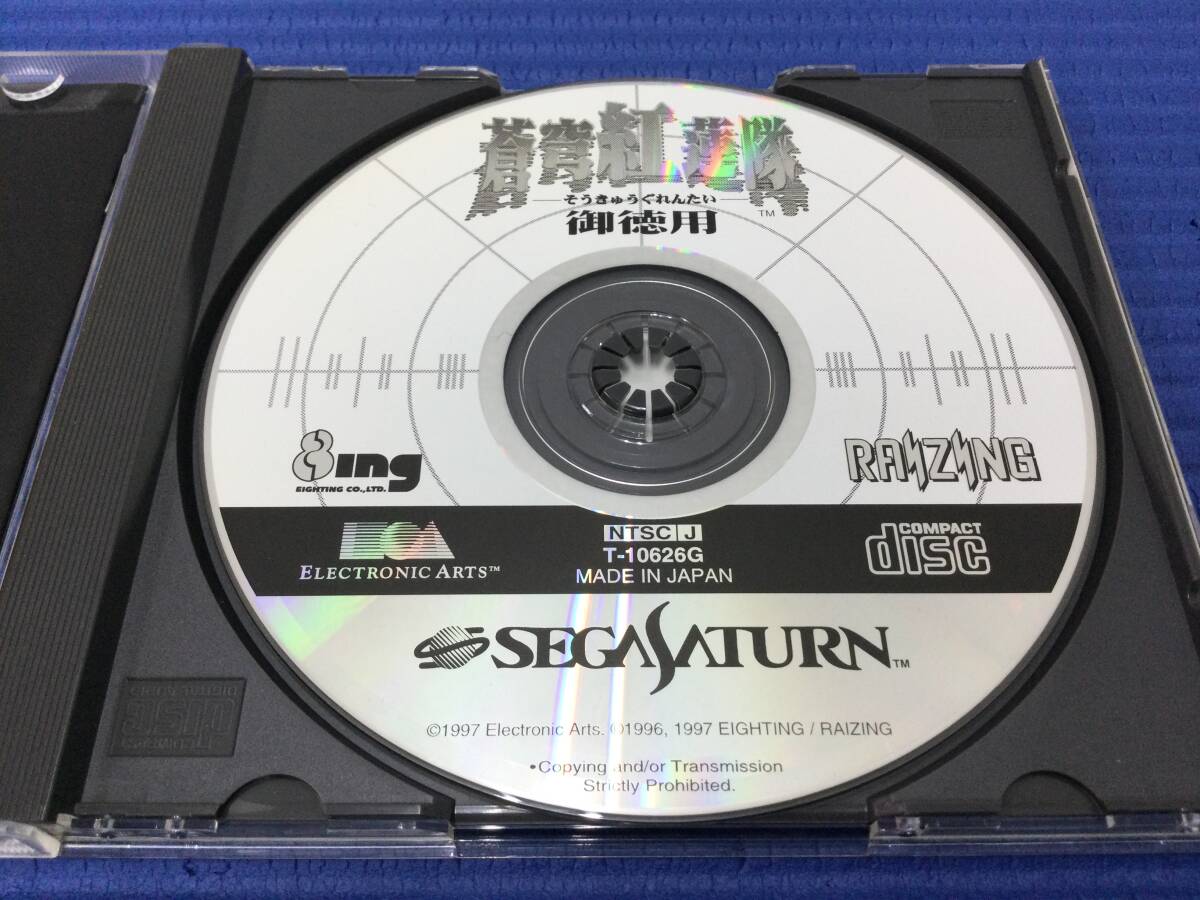 蒼穹紅蓮隊
そうきゅうぐれんたい
TM
御徳用
8ing
EIGHTING CO.,LTD.
RAIZING
ELECTRONIC ARTS™
NTSC J
T-10626G
MADE IN JAPAN
COMPACT
disc
SEGA SATURN™
©1997 Electronic Arts. ©1996, 1997 EIGHTING / RAIZING
•Copying and/or Transmission
Strictly Prohibited.